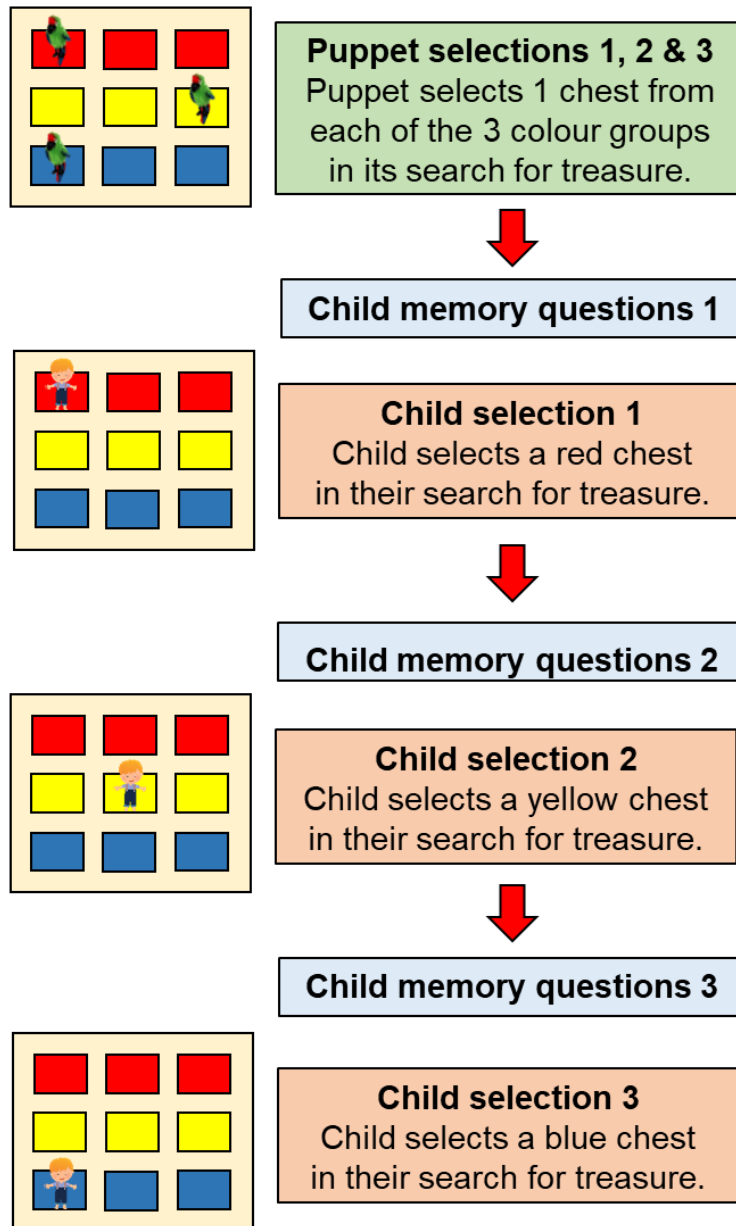 Puppet selections 1, 2 & 3
Puppet selects 1 chest from
each of the 3 colour groups
in its search for treasure.
Child memory questions 1
Child selection 1
Child selects a red chest
in their search for treasure.
Child memory questions 2
Child selection 2
Child selects a yellow chest
in their search for treasure.
Child memory questions 3
Child selection 3
Child selects a blue chest
in their search for treasure.